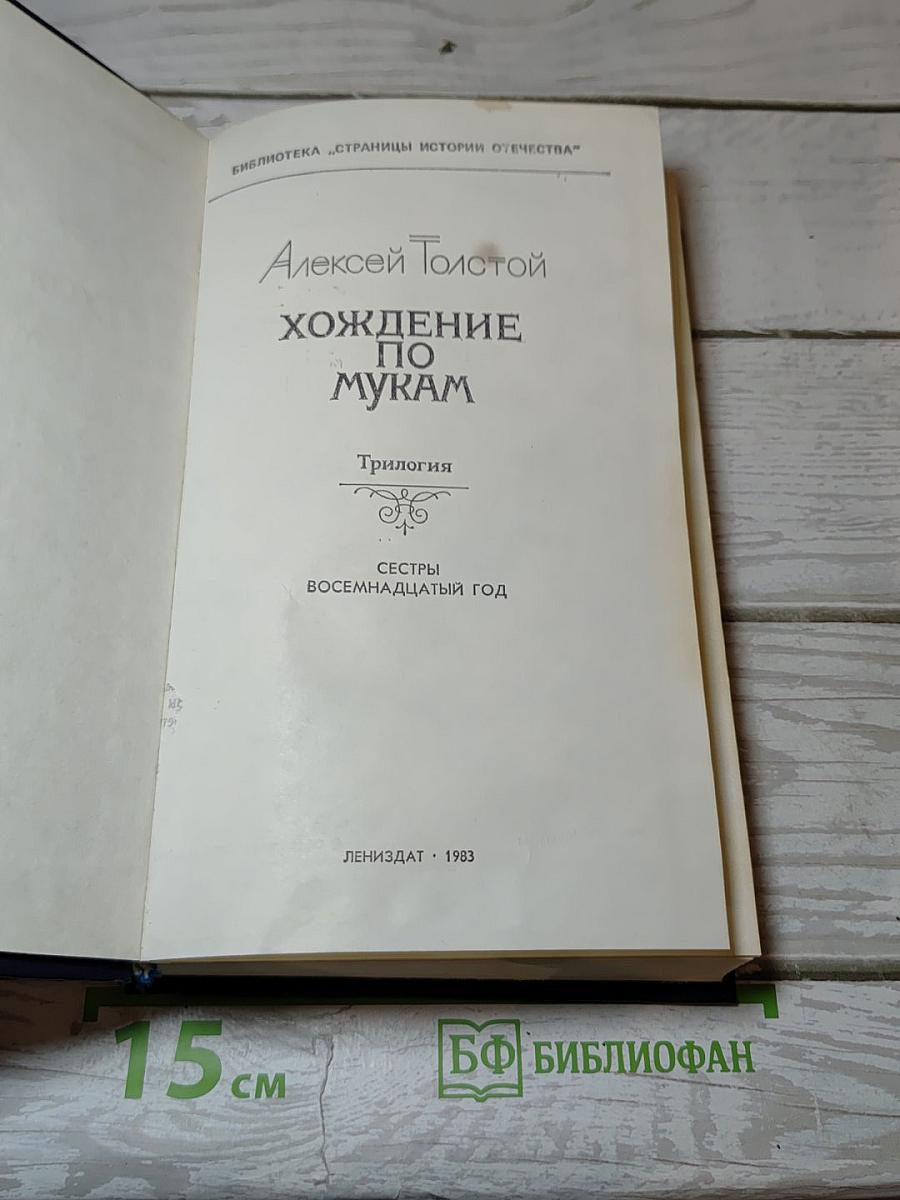 БИБЛИОТЕКА „СТРАНИЦЫ ИСТОРИИ ОТЕЧЕСТВА"
Алексей Толстой
ХОЖДЕНИЕ
ПО
МУКАМ
Трилогия
СЕСТРЫ
ВОСЕМНАДЦАТЫЙ ГОД
ЛЕНИЗДАТ · 1983
15 см
БФ БИБЛИОФАН